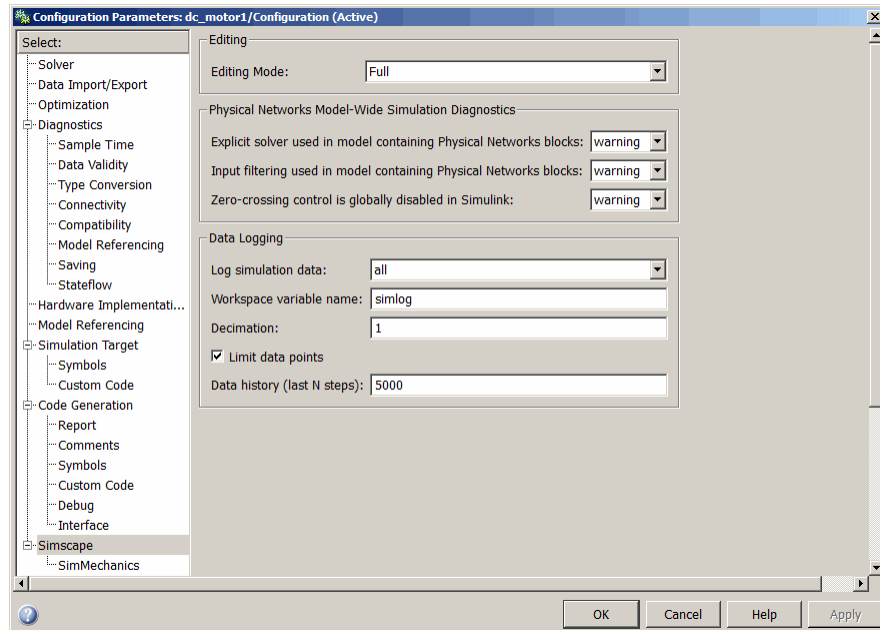 Configuration Parameters: dc_motor1/Configuration (Active)
Select:
Solver
Data Import/Export
Optimization
Diagnostics
Sample Time
Data Validity
Type Conversion
Connectivity
Compatibility
Model Referencing
Saving
Stateflow
Hardware Implementati...
Model Referencing
Simulation Target
Symbols
Custom Code
Code Generation
Report
Comments
Symbols
Custom Code
Debug
Interface
Simscape
SimMechanics
Editing
Editing Mode: Full
Physical Networks Model-Wide Simulation Diagnostics
Explicit solver used in model containing Physical Networks blocks: warning
Input filtering used in model containing Physical Networks blocks: warning
Zero-crossing control is globally disabled in Simulink: warning
Data Logging
Log simulation data: all
Workspace variable name: simlog
Decimation: 1
Limit data points
Data history (last N steps): 5000
? OK Cancel Help Apply